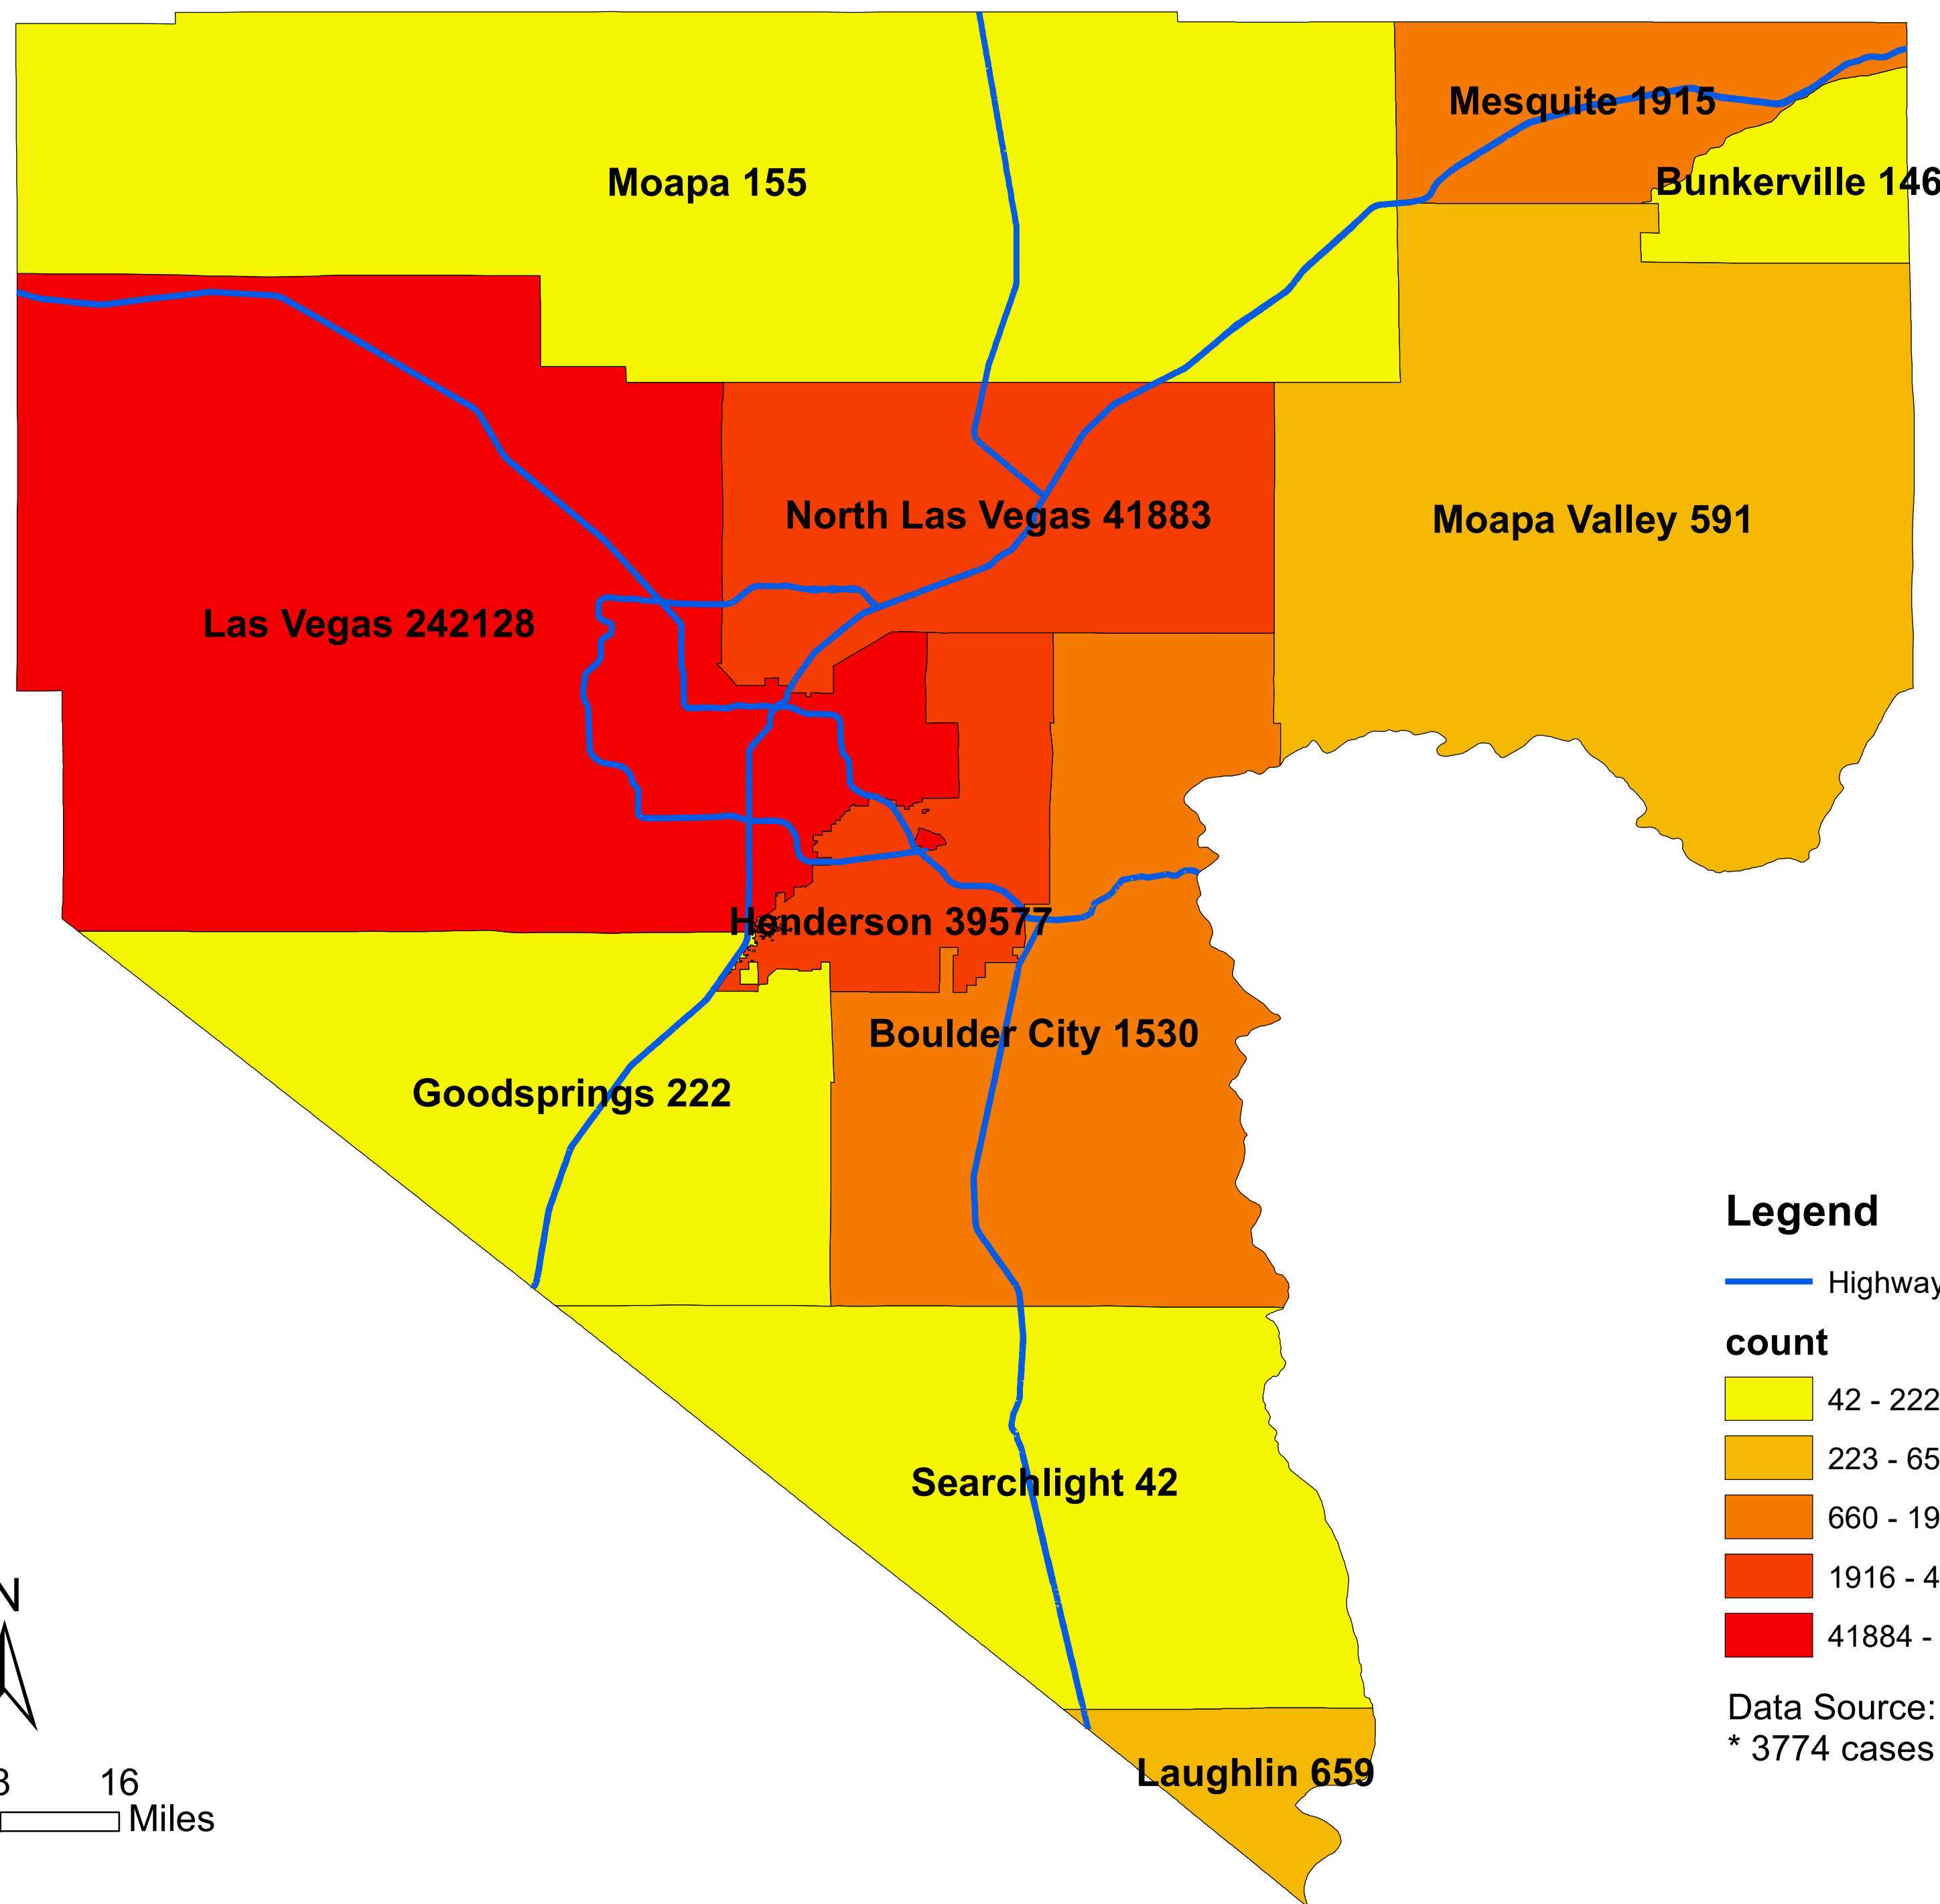 Mesquite 1915
Moapa 155
Bunkerville 146
North Las Vegas 41883
Moapa Valley 591
Las Vegas 242128
Henderson 39577
Boulder City 1530
Goodsprings 222
Searchlight 42
Laughlin 659
Legend
Highway
count
42 - 222
223 - 65
660 - 19
1916 - 4
41884 -
Data Source:
* 3774 cases
N
16
Miles